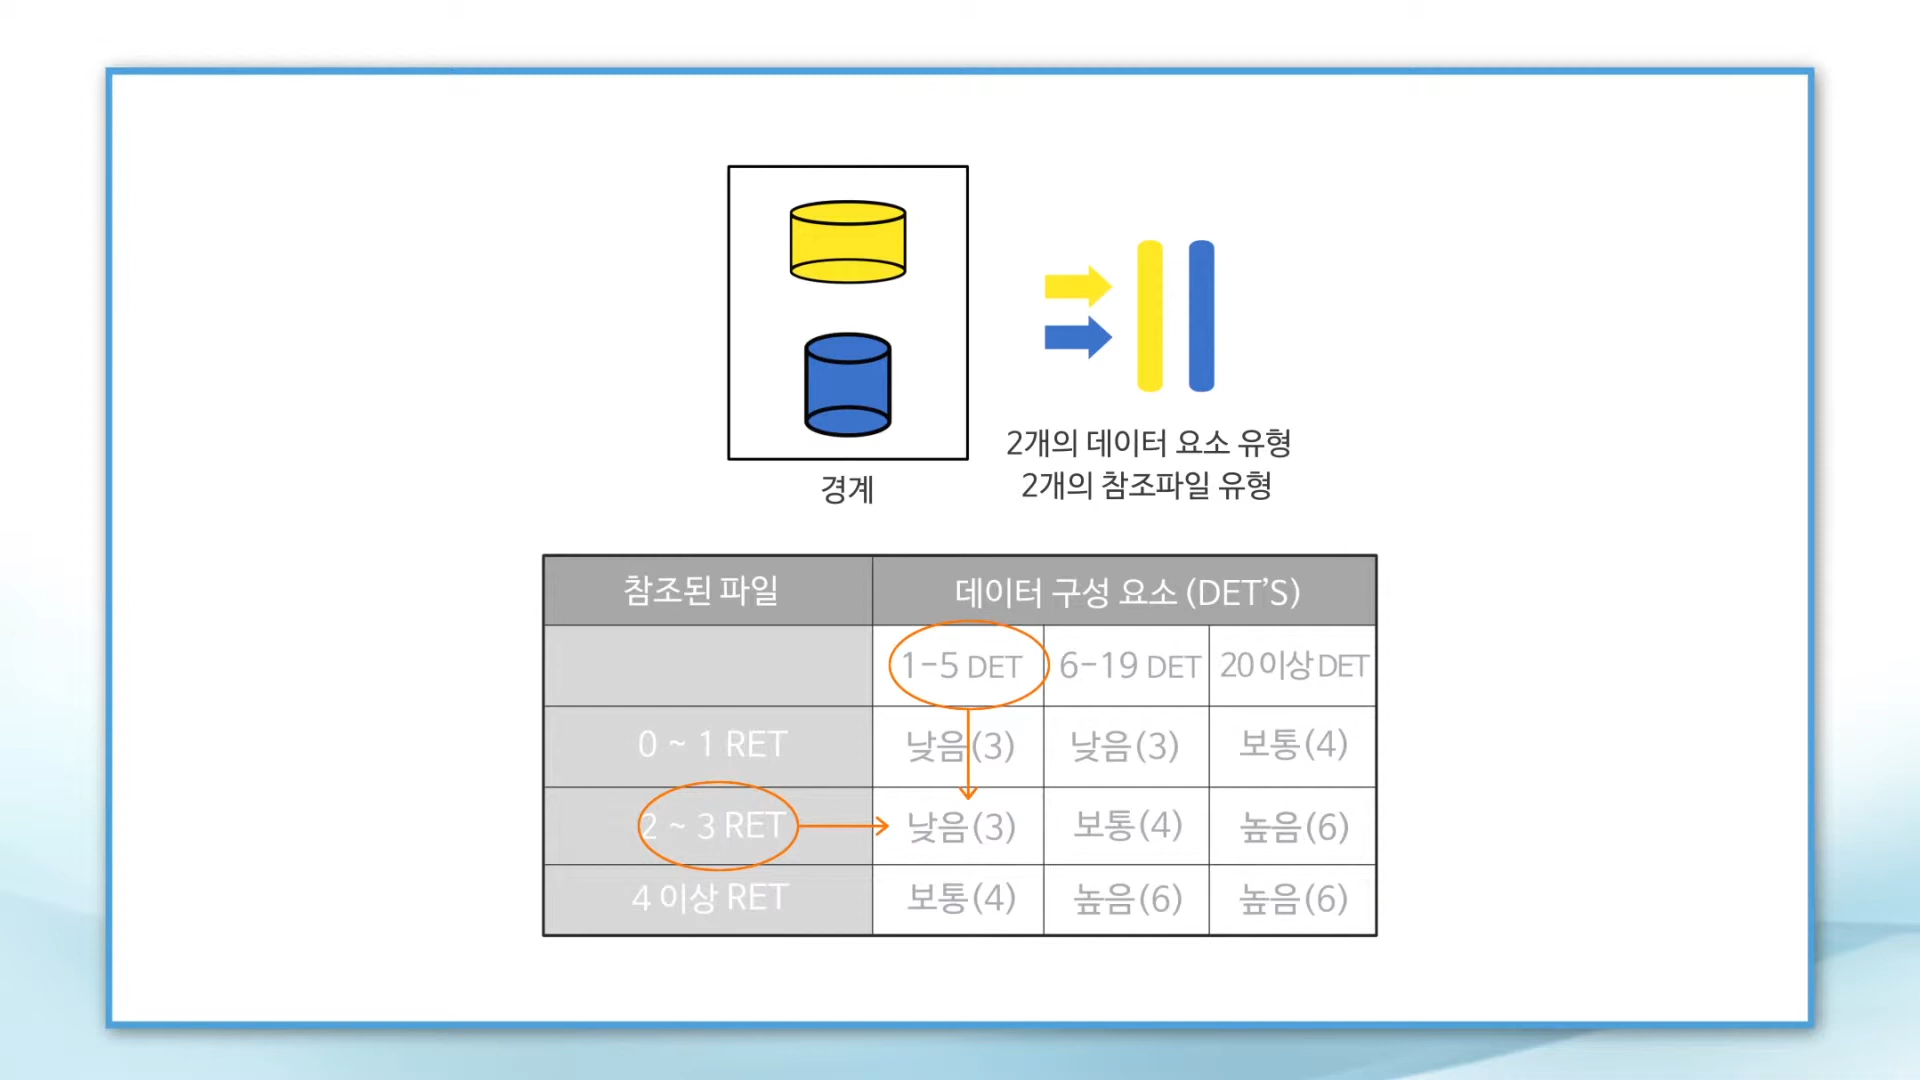 경계
2개의 데이터 요소 유형
2개의 참조파일 유형
참조된 파일 데이터 구성 요소 (DET'S)
1-5 DET 6-19 DET 20 이상 DET
0 ~ 1 RET 낮음(3) 낮음(3) 보통(4)
2 ~ 3 RET 낮음(3) 보통(4) 높음(6)
4 이상 RET 보통(4) 높음(6) 높음(6)